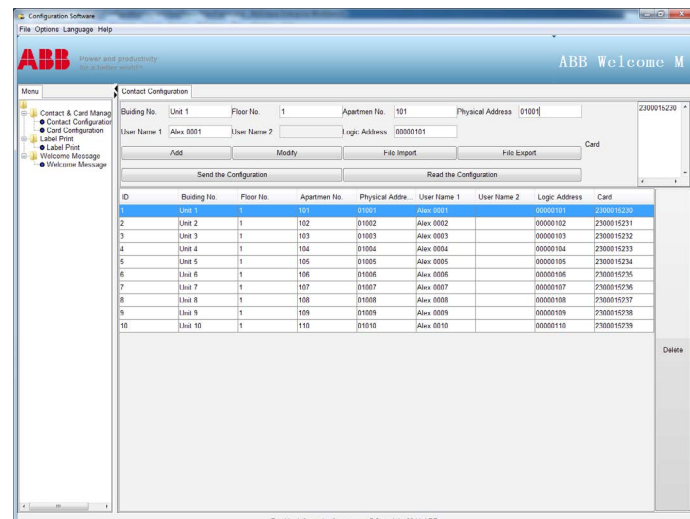 Configuration Software
File Options Language Help
ABB Power and productivity
for a better world™
ABB Welcome M
Menu
Contact Configuration
Contact & Card Manag
Contact Configuration
Card Configuration
Label Print
Label Print
Welcome Message
Welcome Message
Buiding No. Unit 1 Floor No. 1 Apartmen No. 101 Physical Address 01001
2300015230
User Name 1 Alex 0001 User Name 2 Logic Address 00000101
Card
Add Modify File Import File Export
Send the Configuration Read the Configuration
ID Buiding No. Floor No. Apartmen No. Physical Addre... User Name 1 User Name 2 Logic Address Card
1 Unit 1 1 101 01001 Alex 0001 00000101 2300015230
2 Unit 2 1 102 01002 Alex 0002 00000102 2300015231
3 Unit 3 1 103 01003 Alex 0003 00000103 2300015232
4 Unit 4 1 104 01004 Alex 0004 00000104 2300015233
5 Unit 5 1 105 01005 Alex 0005 00000105 2300015234
6 Unit 6 1 106 01006 Alex 0006 00000106 2300015235
7 Unit 7 1 107 01007 Alex 0007 00000107 2300015236
8 Unit 8 1 108 01008 Alex 0008 00000108 2300015237
9 Unit 9 1 109 01009 Alex 0009 00000109 2300015238
10 Unit 10 1 110 01010 Alex 0010 00000110 2300015239
Delete